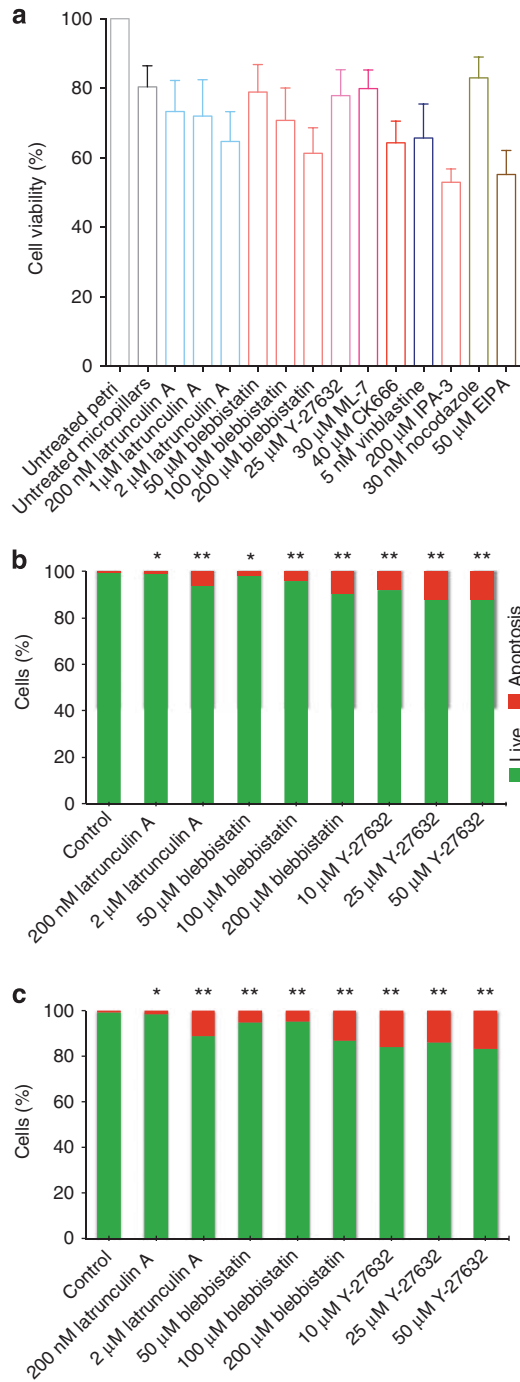 a
Cell viability (%)
100
80
60
40
20
0
Untreated petri
Untreated micropillars
200 nM latrunculin A
1μM latrunculin A
2 μM latrunculin A
50 μM blebbistatin
100 μM blebbistatin
200 μM blebbistatin
25 μM Y-27632
30 μM ML-7
40 μM CK666
5 nM vinblastine
200 μM IPA-3
30 nM nocodazole
50 μM EIPA
b
* ** * ** ** ** ** **
Cells (%)
100
80
60
40
20
0
Control
200 nM latrunculin A
2 μM latrunculin A
50 μM blebbistatin
100 μM blebbistatin
200 μM blebbistatin
10 μM Y-27632
25 μM Y-27632
50 μM Y-27632
Live
Apoptosis
c
* ** ** ** ** ** ** **
Cells (%)
100
80
60
40
20
0
Control
200 nM latrunculin A
2 μM latrunculin A
50 μM blebbistatin
100 μM blebbistatin
200 μM blebbistatin
10 μM Y-27632
25 μM Y-27632
50 μM Y-27632